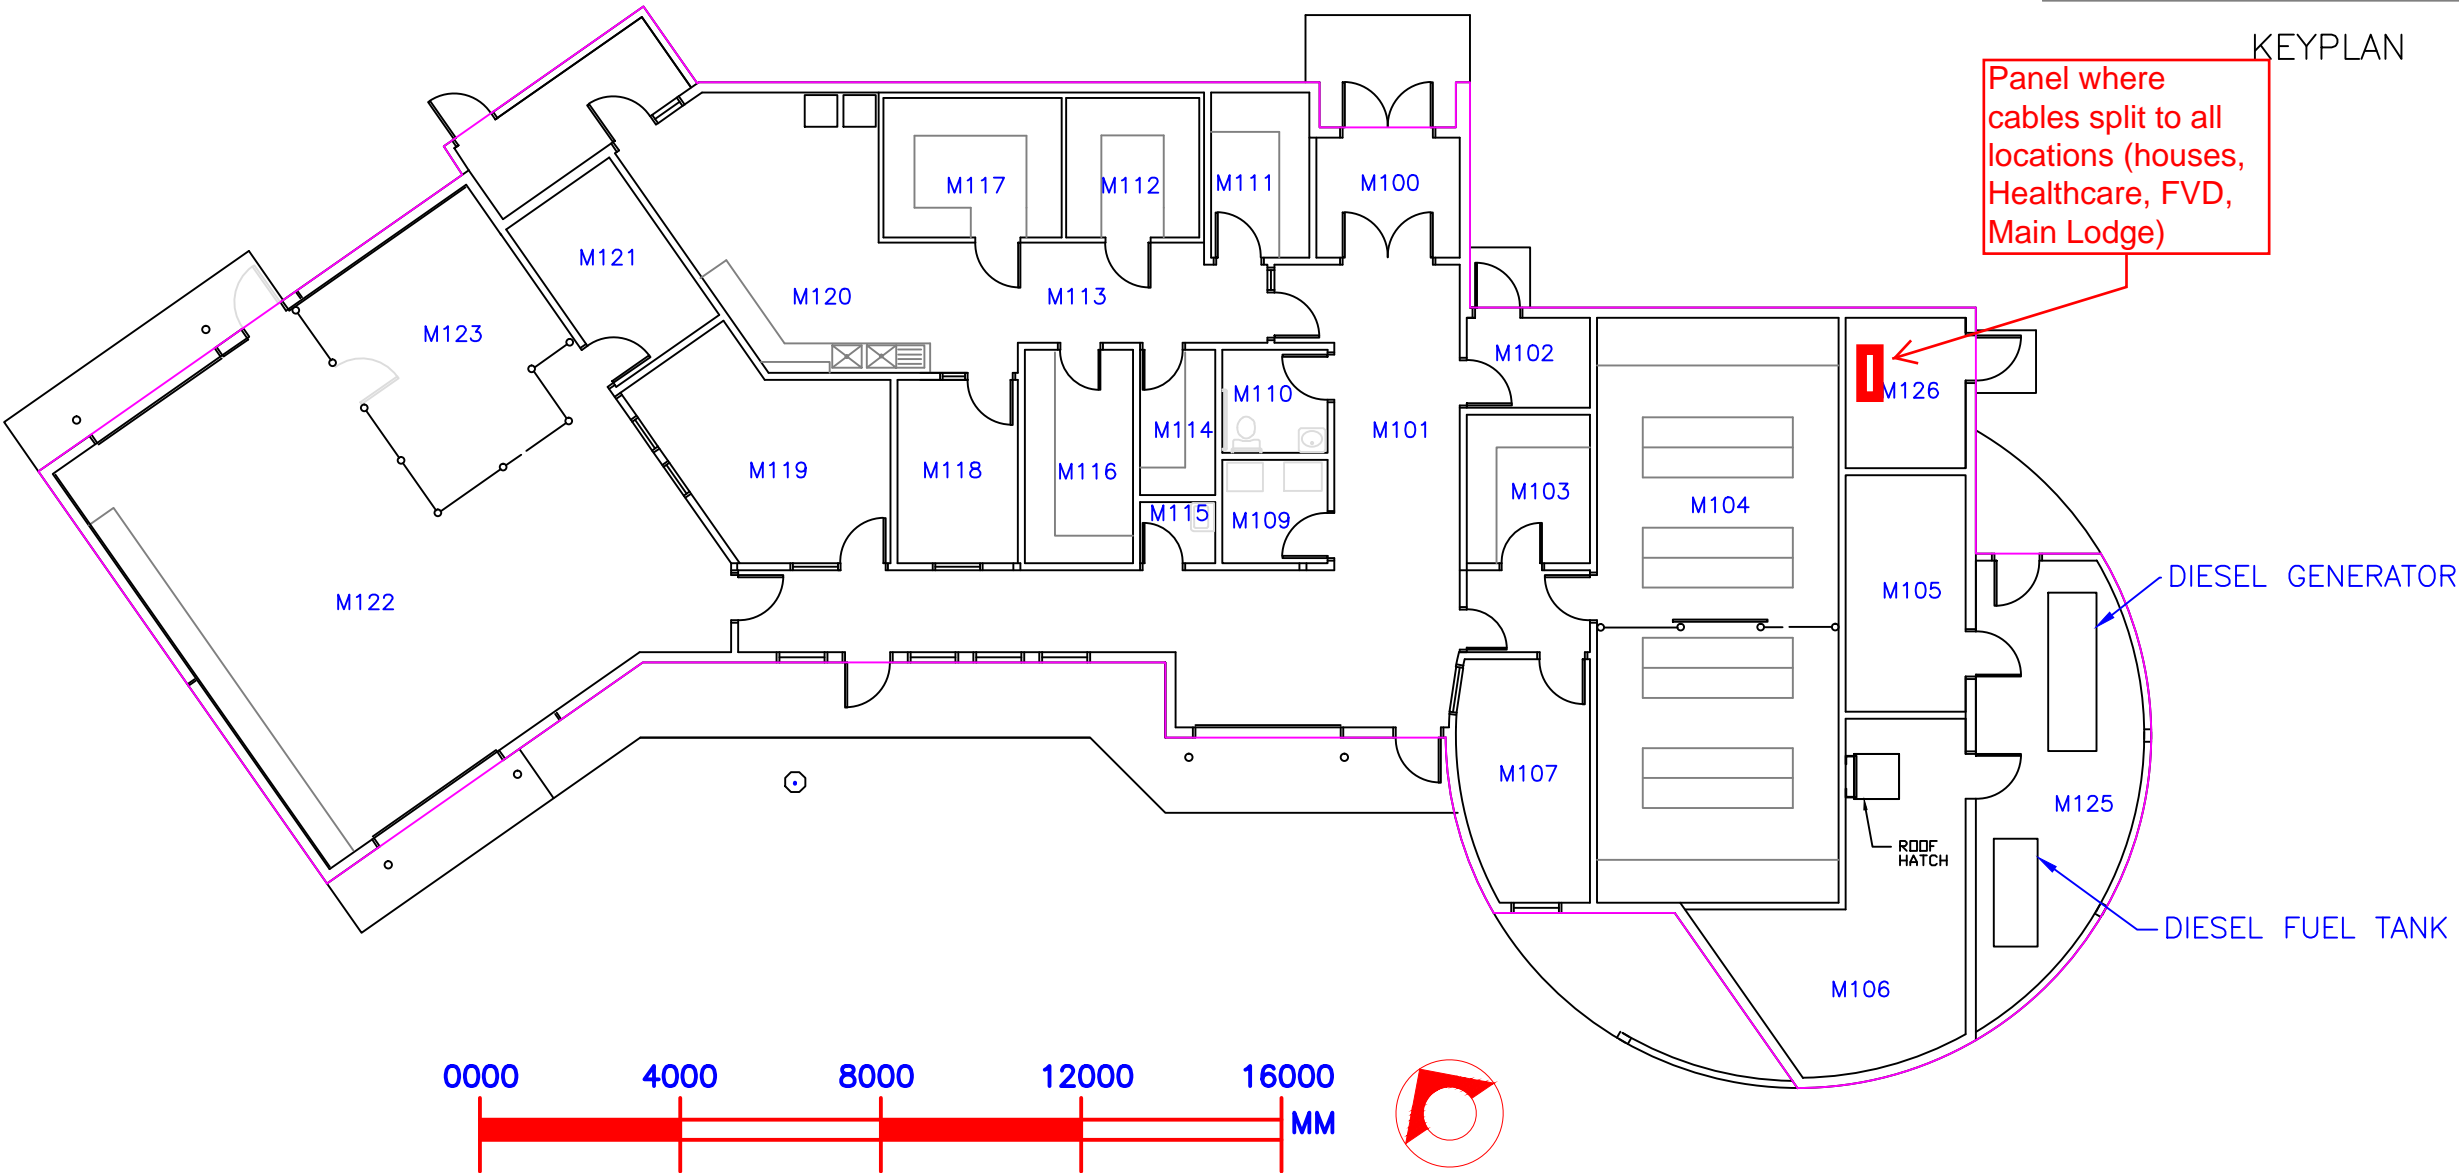 KEYPLAN
Panel where
cables split to all
locations (houses,
Healthcare, FVD,
Main Lodge)
M117
M112
M111
M100
M121
M120
M113
M123
M102
M126
M110
M114
M101
M119
M118
M116
M103
M104
M115
M109
M122
M105
DIESEL GENERATOR
M107
M125
ROOF
HATCH
DIESEL FUEL TANK
M106
0000 4000 8000 12000 16000
MM